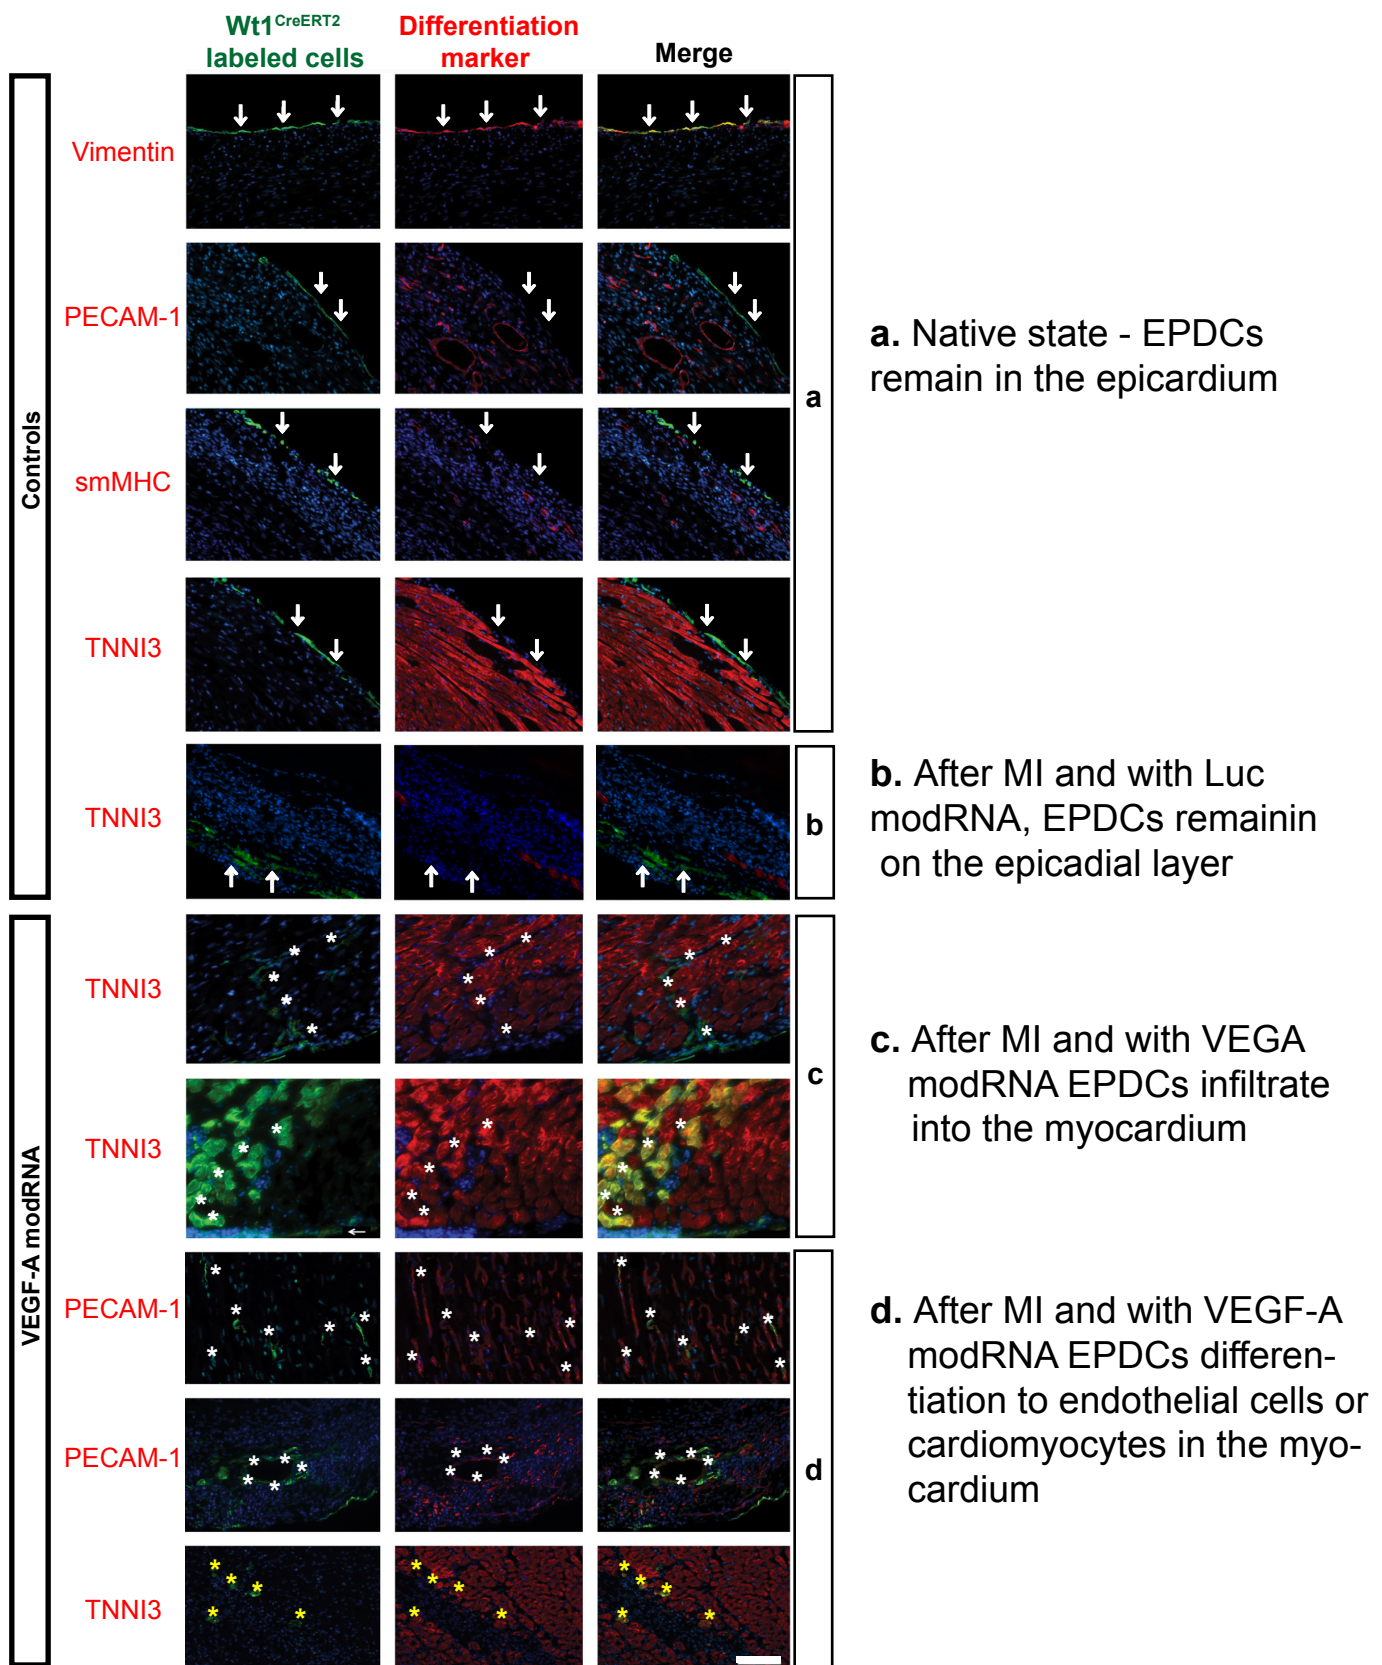 Wt1CreERT2
labeled cells
Differentiation
marker
Merge
Controls
Vimentin
PECAM-1
smMHC
TNNI3
a
a. Native state - EPDCs
remain in the epicardium
TNNI3
b
b. After MI and with Luc
modRNA, EPDCs remainin
on the epicadial layer
VEGF-A modRNA
TNNI3
TNNI3
c
c. After MI and with VEGA
modRNA EPDCs infiltrate
into the myocardium
PECAM-1
PECAM-1
TNNI3
d
d. After MI and with VEGF-A
modRNA EPDCs differen-
tiation to endothelial cells or
cardiomyocytes in the myo-
cardium